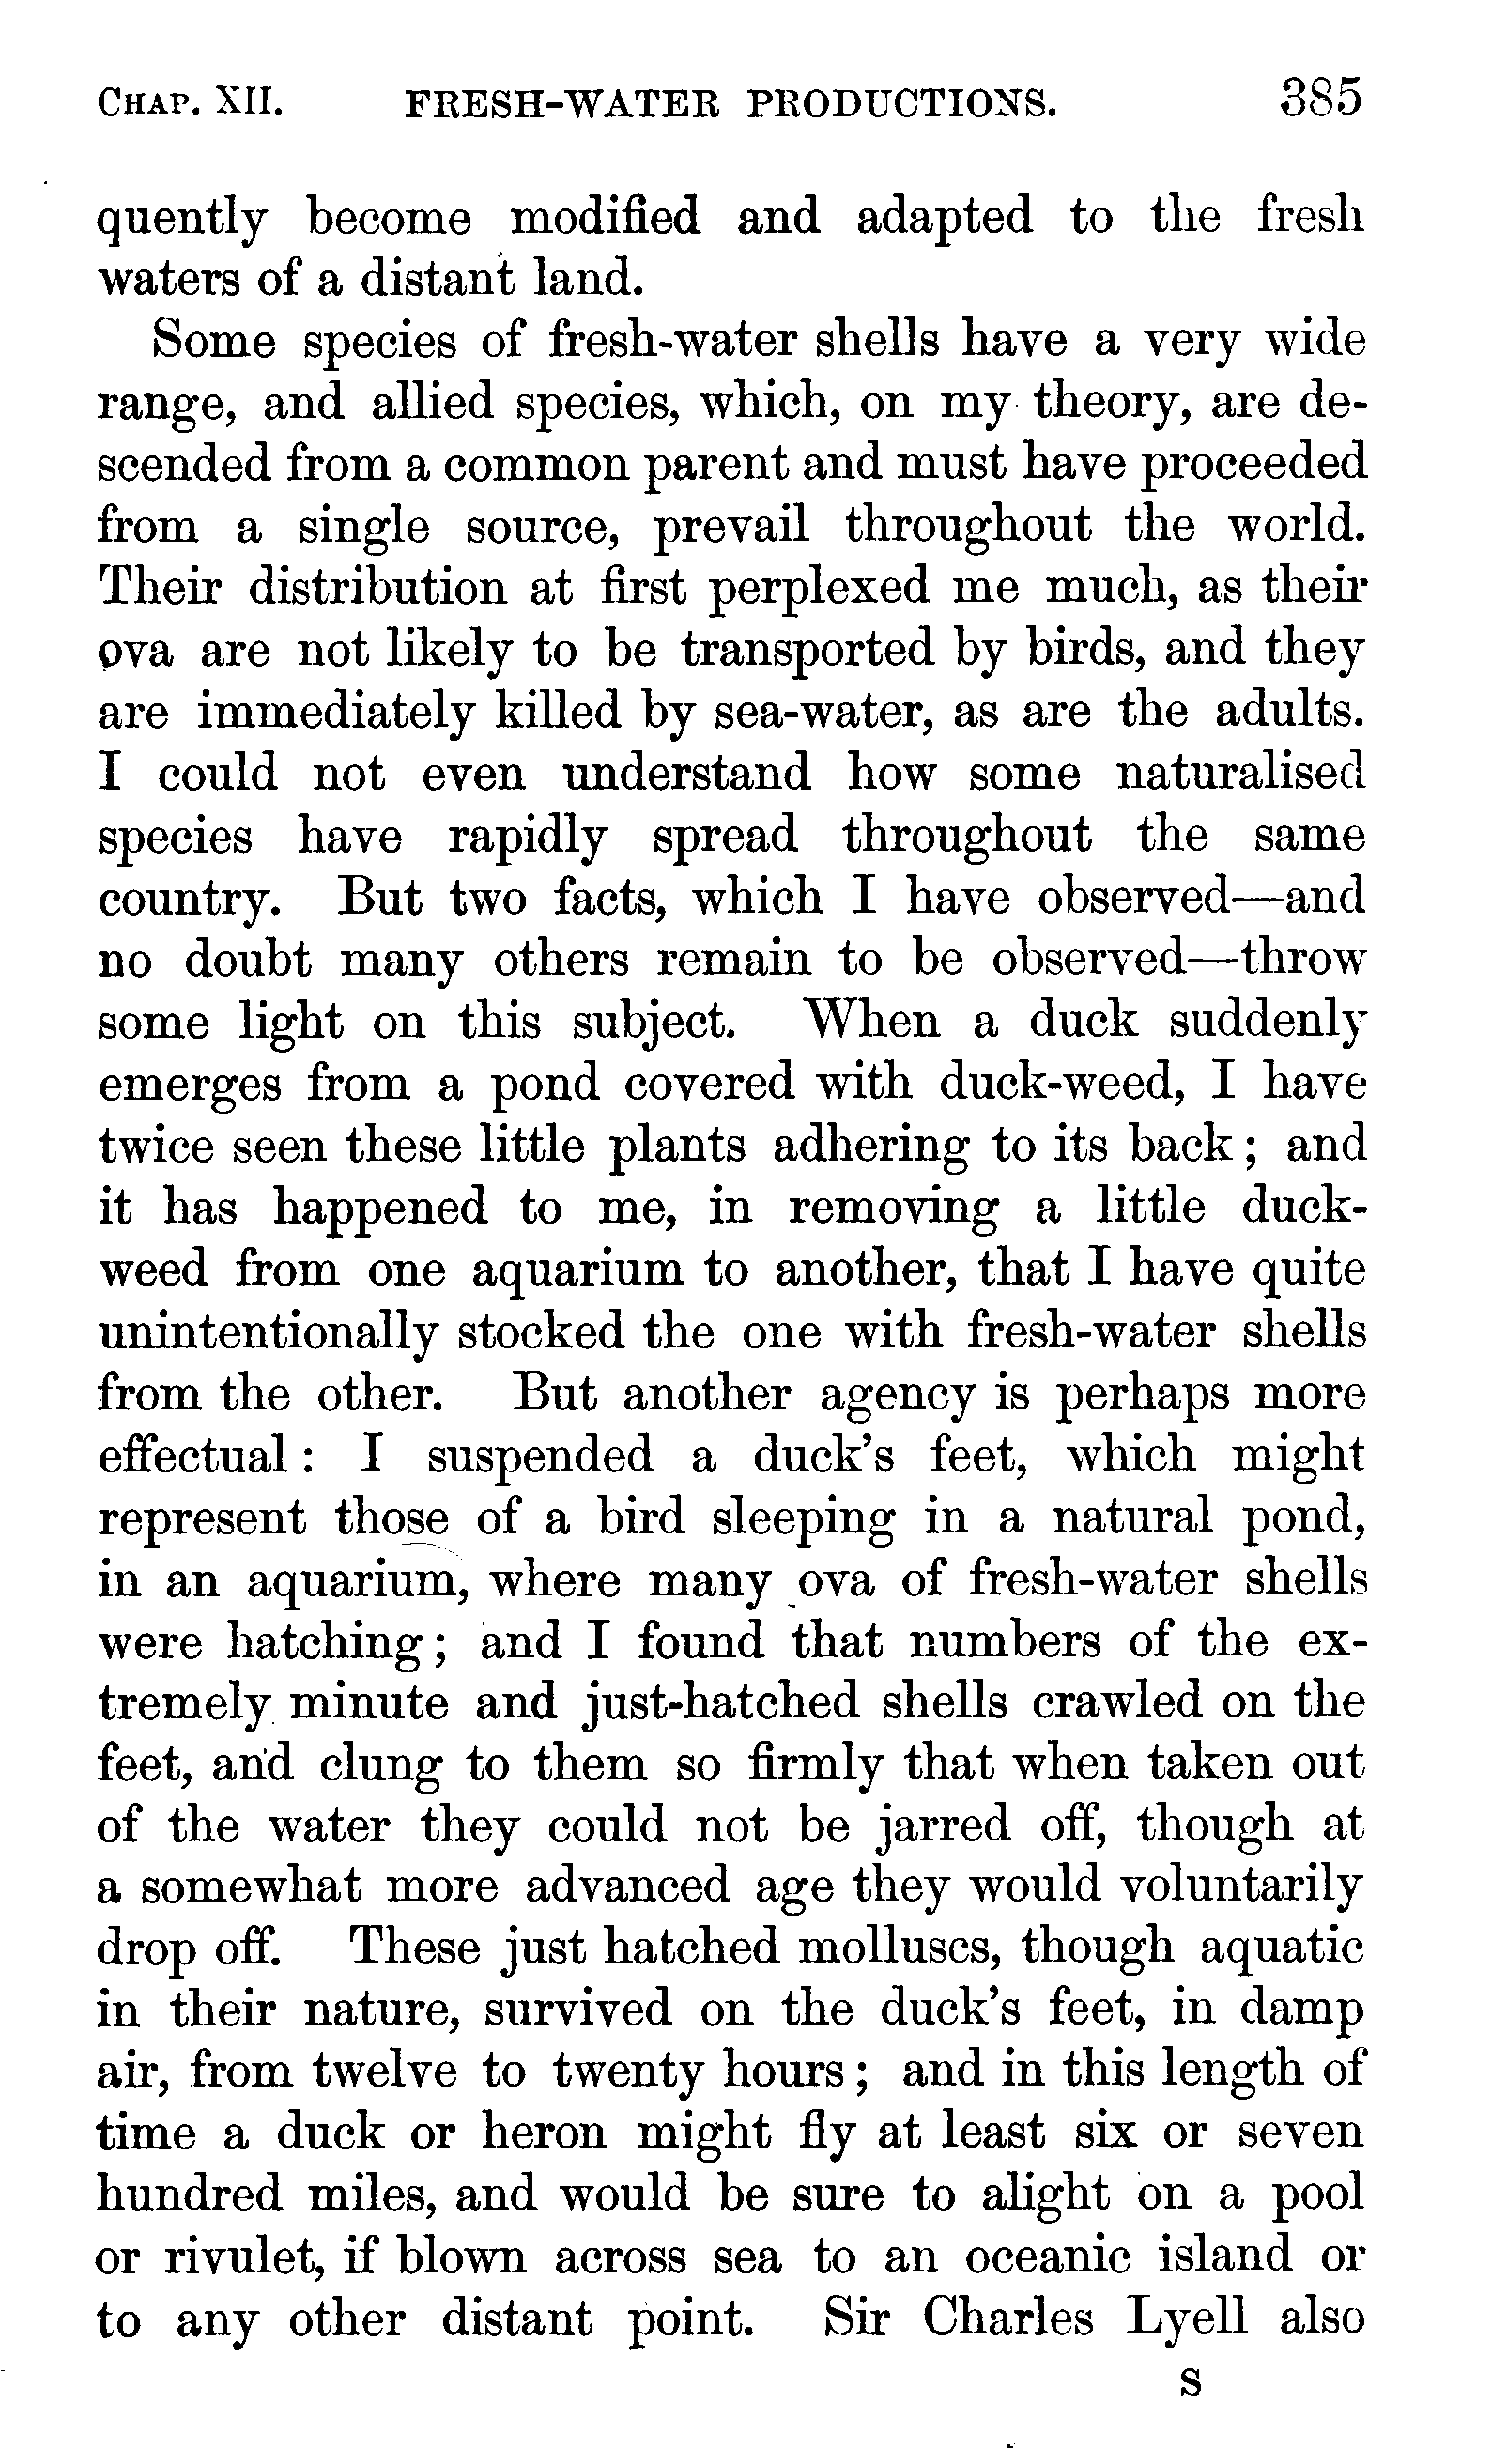 CHAP. XII. FRESH-WATER PRODUCTIONS. 385
quently become modified and adapted to the fresh
waters of a distant land.
Some species of fresh-water shells have a very wide
range, and allied species, which, on my theory, are de-
scended from a common parent and must have proceeded
from a single source, prevail throughout the world.
Their distribution at first perplexed me much, as their
ova are not likely to be transported by birds, and they
are immediately killed by sea-water, as are the adults.
I could not even understand how some naturalised
species have rapidly spread throughout the same
country. But two facts, which I have observed—and
no doubt many others remain to be observed—throw
some light on this subject. When a duck suddenly
emerges from a pond covered with duck-weed, I have
twice seen these little plants adhering to its back; and
it has happened to me, in removing a little duck-
weed from one aquarium to another, that I have quite
unintentionally stocked the one with fresh-water shells
from the other. But another agency is perhaps more
effectual: I suspended a duck's feet, which might
represent those of a bird sleeping in a natural pond,
in an aquarium, where many ova of fresh-water shells
were hatching; and I found that numbers of the ex-
tremely minute and just-hatched shells crawled on the
feet, and clung to them so firmly that when taken out
of the water they could not be jarred off, though at
a somewhat more advanced age they would voluntarily
drop off. These just hatched molluscs, though aquatic
in their nature, survived on the duck's feet, in damp
air, from twelve to twenty hours; and in this length of
time a duck or heron might fly at least six or seven
hundred miles, and would be sure to alight on a pool
or rivulet, if blown across sea to an oceanic island or
to any other distant point. Sir Charles Lyell also
S